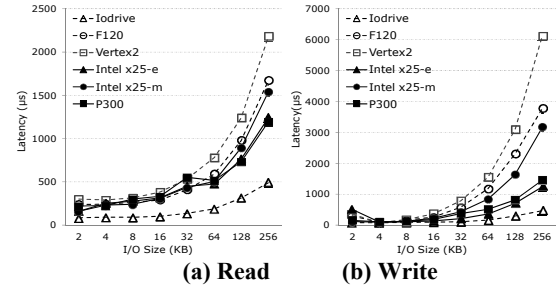 Iodrive
F120
Vertex2
Intel x25-e
Intel x25-m
P300
Latency(µs)
2500
2000
1500
1000
500
0
2 4 8 16 32 64 128 256
I/O Size (KB)
(a) Read
Iodrive
F120
Vertex2
Intel x25-e
Intel x25-m
P300
Latency(µs)
7000
6000
5000
4000
3000
2000
1000
0
2 4 8 16 32 64 128 256
I/O Size (KB)
(b) Write